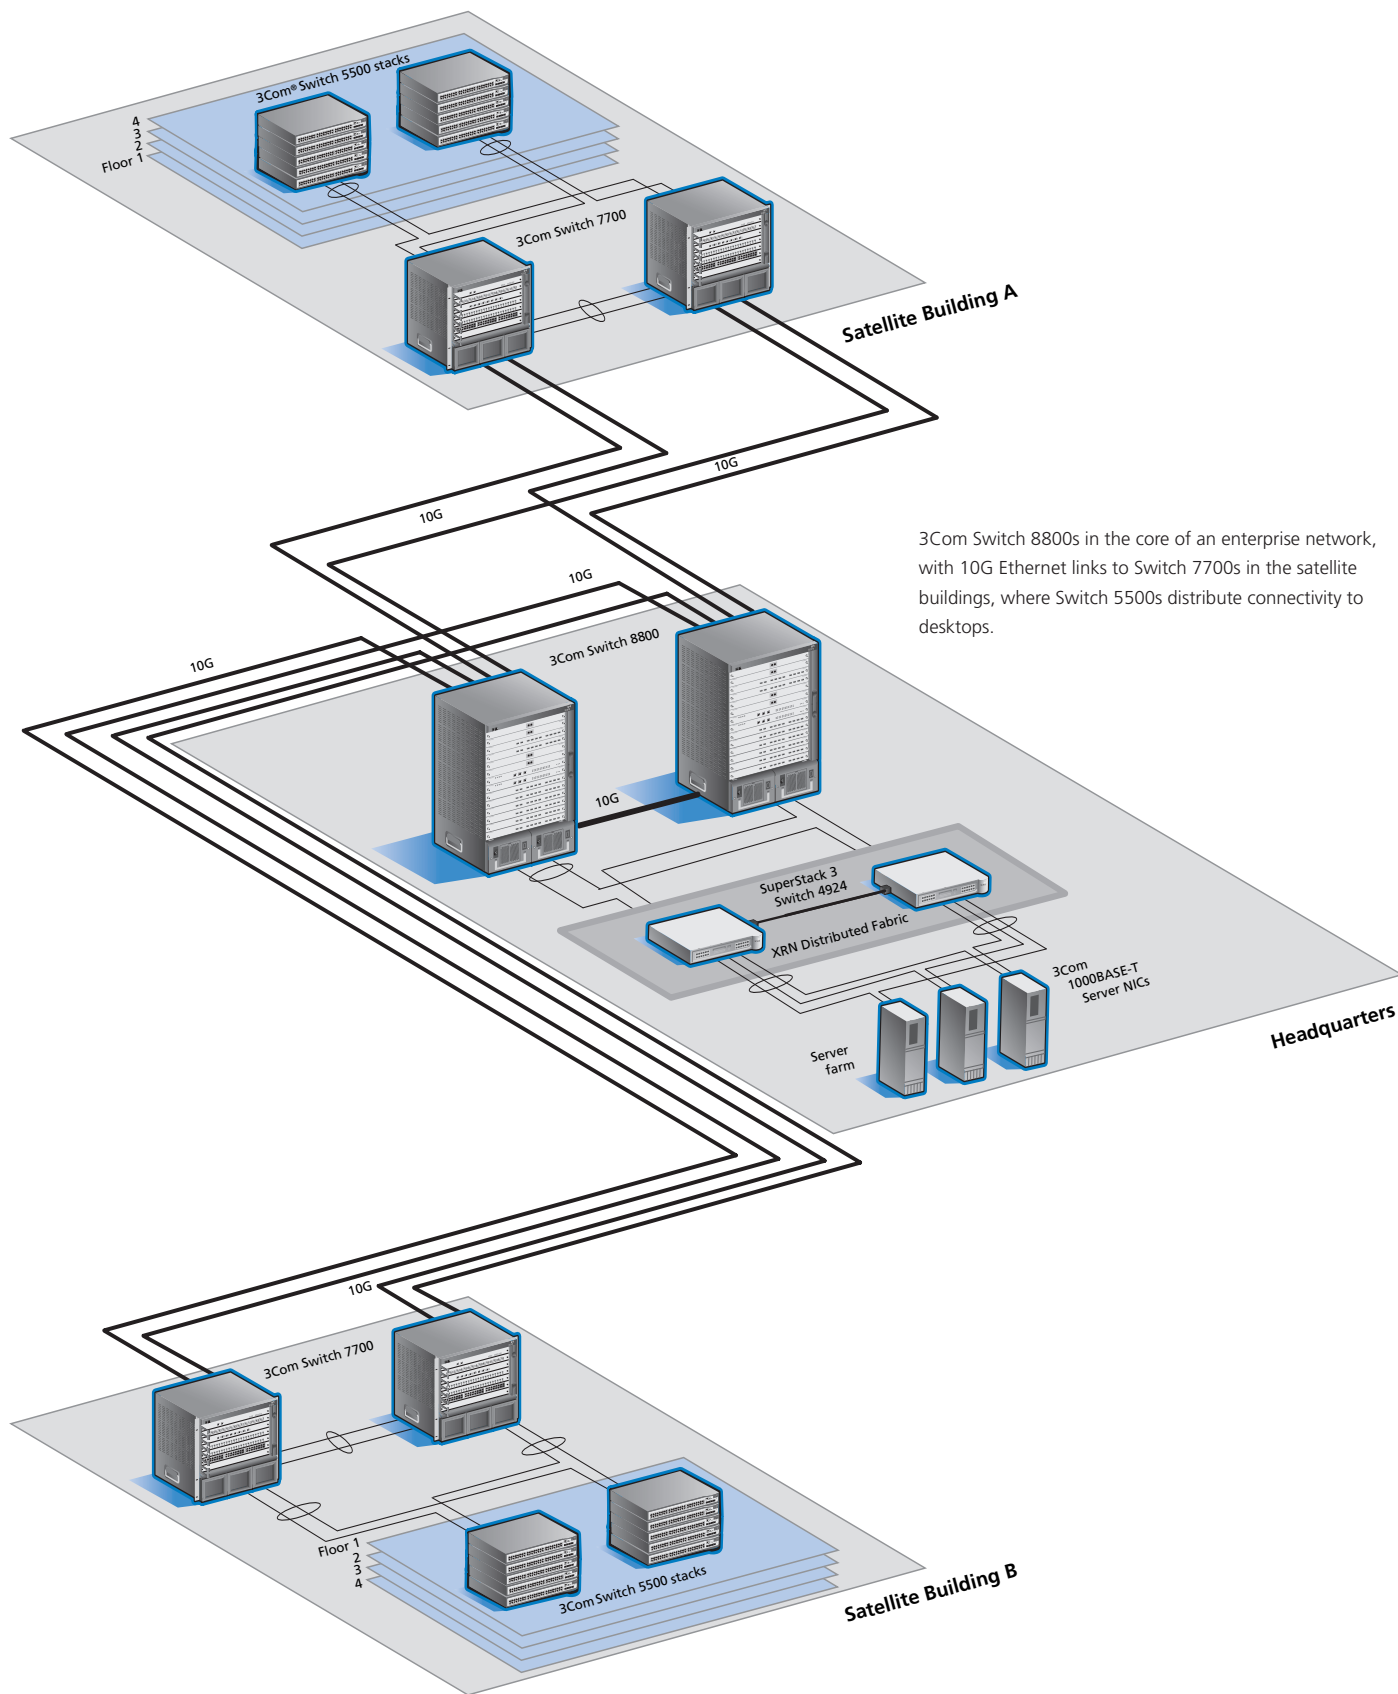 3Com® Switch 5500 stacks
4
3
2
Floor 1
3Com Switch 7700
Satellite Building A
10G
10G
3Com Switch 8800s in the core of an enterprise network,
with 10G Ethernet links to Switch 7700s in the satellite
buildings, where Switch 5500s distribute connectivity to
desktops.
10G
10G
3Com Switch 8800
10G
SuperStack 3
Switch 4924
XRN Distributed Fabric
3Com
1000BASE-T
Server NICs
Headquarters
Server
farm
10G
3Com Switch 7700
Floor 1
2
3
4
3Com Switch 5500 stacks
Satellite Building B